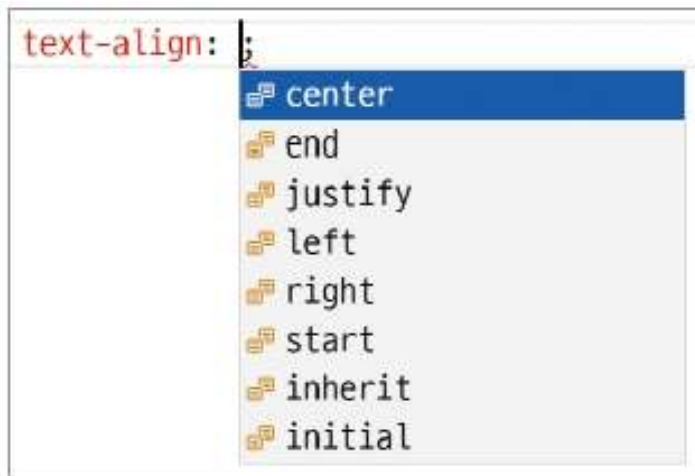 text-align: ;
center
end
justify
left
right
start
inherit
initial